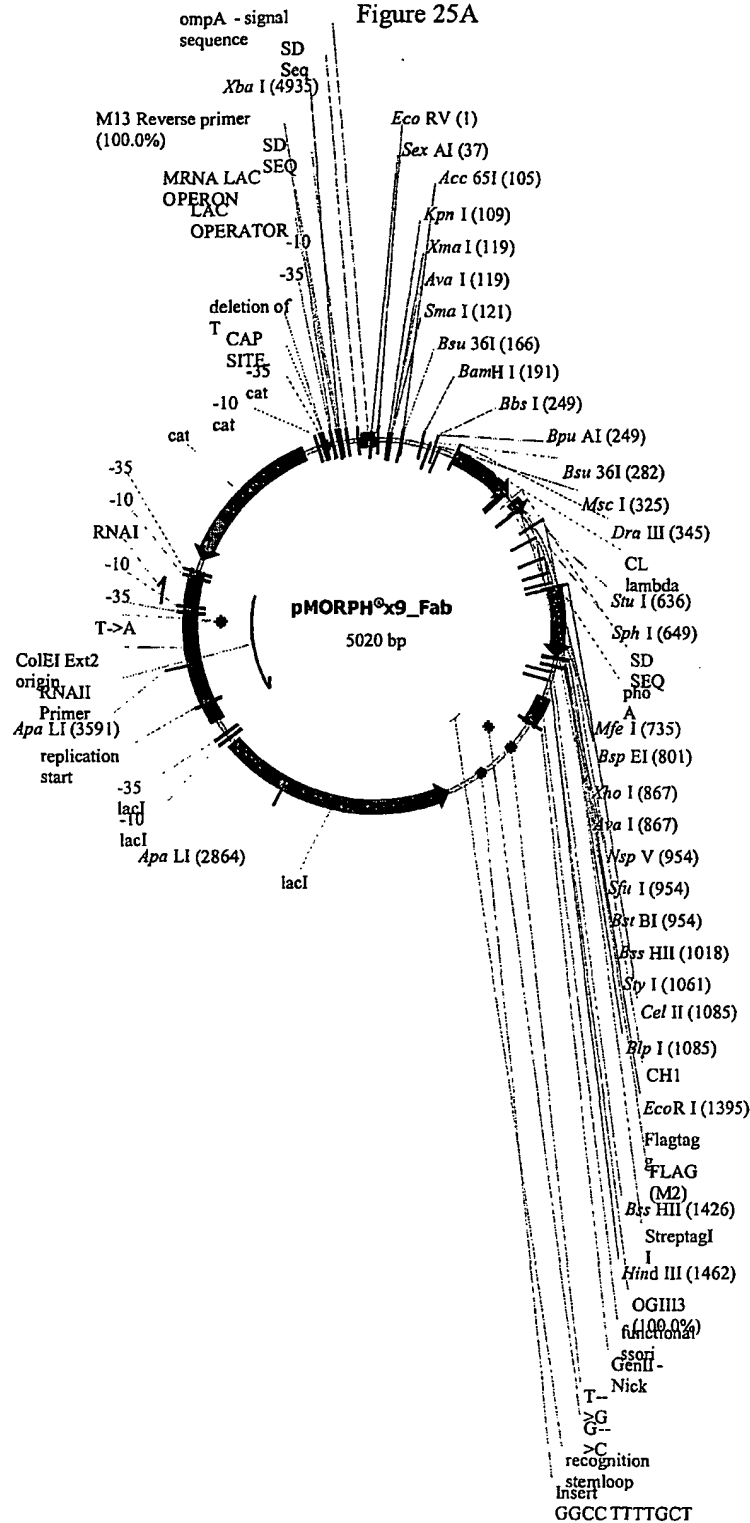 Figure 25A
ompA - signal
sequence
SD
Seq
Xba I (4935)
M13 Reverse primer
(100.0%)
SD
SEQ
MRNA LAC
OPERON
LAC
OPERATOR
-10
-35
deletion of
T
CAP
SITE
-35
cat
-10
cat
cat
-35
-10
RNAI
-10
-35
T->A
ColEI Ext2
origin
RNAII
Primer
Apa LI (3591)
replication
start
-35
lacI
-10
lacI
Apa LI (2864)
lacI
pMORPH®x9_Fab
5020 bp
Eco RV (1)
Sex AI (37)
Acc 65I (105)
Kpn I (109)
Xma I (119)
Ava I (119)
Sma I (121)
Bsu 36I (166)
BamH I (191)
Bbs I (249)
Bpu AI (249)
Bsu 36I (282)
Msc I (325)
Dra III (345)
CL
lambda
Stu I (636)
Sph I (649)
SD
SEQ
pho
A
Mfe I (735)
Bsp EI (801)
Xho I (867)
Ava I (867)
Nsp V (954)
Sfu I (954)
Bst BI (954)
Bss HII (1018)
Sty I (1061)
Cel II (1085)
Blp I (1085)
CH1
EcoR I (1395)
Flagtag
g
FLAG
(M2)
Bss HII (1426)
StreptagI
I
Hind III (1462)
OGIII3
(100.0%)
functional
ssori
GenII -
Nick
T--
>G
G--
>C
recognition
stemloop
Insert
GGCC TTTTGCT